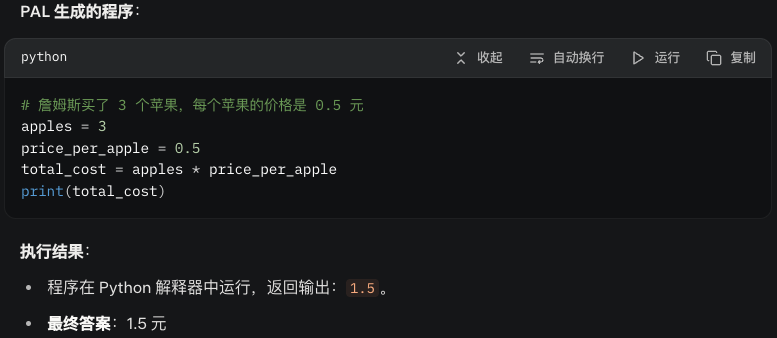 PAL 生成的程序：
python 收起 自动换行 运行 复制
# 詹姆斯买了 3 个苹果，每个苹果的价格是 0.5 元
apples = 3
price_per_apple = 0.5
total_cost = apples * price_per_apple
print(total_cost)
执行结果：
程序在 Python 解释器中运行，返回输出：1.5。
最终答案：1.5 元